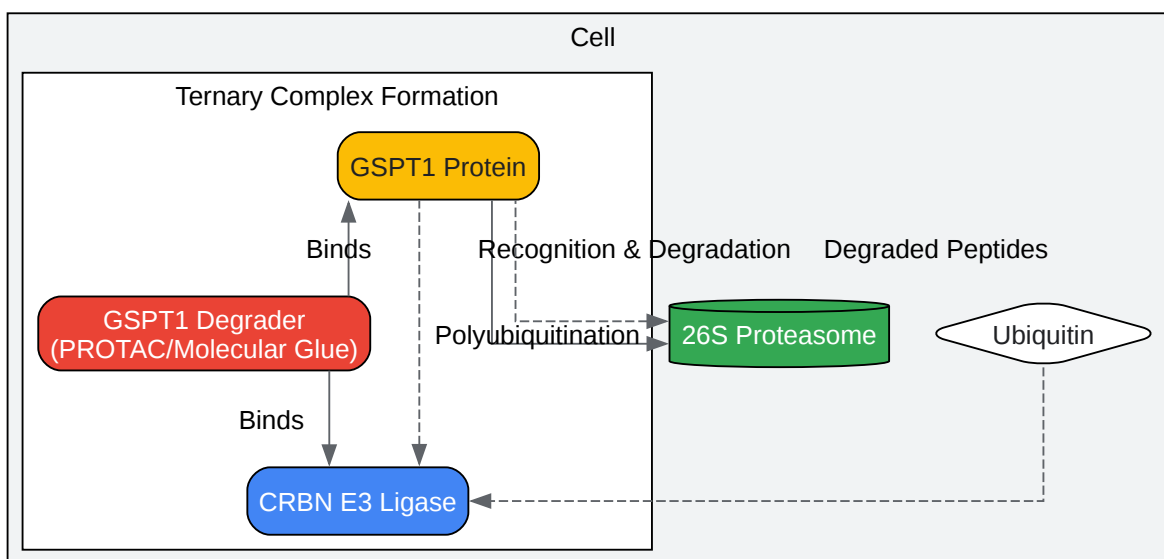 Cell
Ternary Complex Formation
GSPT1 Protein
Binds
Recognition & Degradation
Degraded Peptides
GSPT1 Degrader
(PROTAC/Molecular Glue)
Polyubiquitination
26S Proteasome
Ubiquitin
Binds
CRBN E3 Ligase